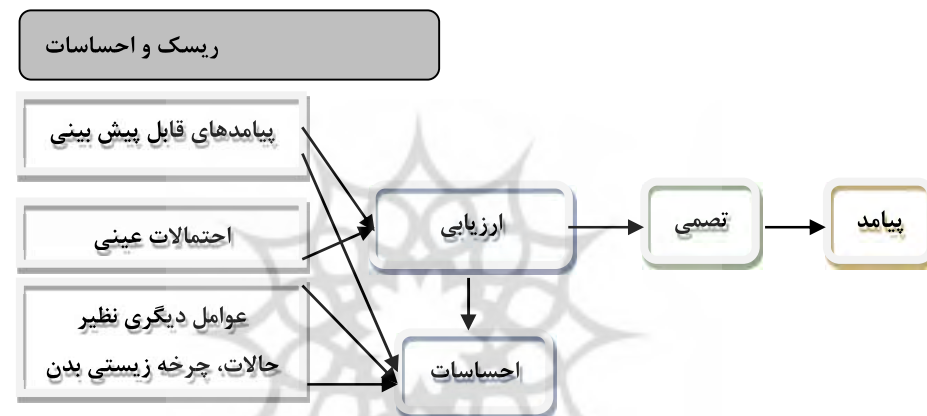 ریسک و احساسات
پیامدهای قابل پیش بینی
احتمالات عینی
عوامل دیگری نظیر
حالات، چرخه زیستی بدن
ارزیابی
احساسات
تصمی
پیامد